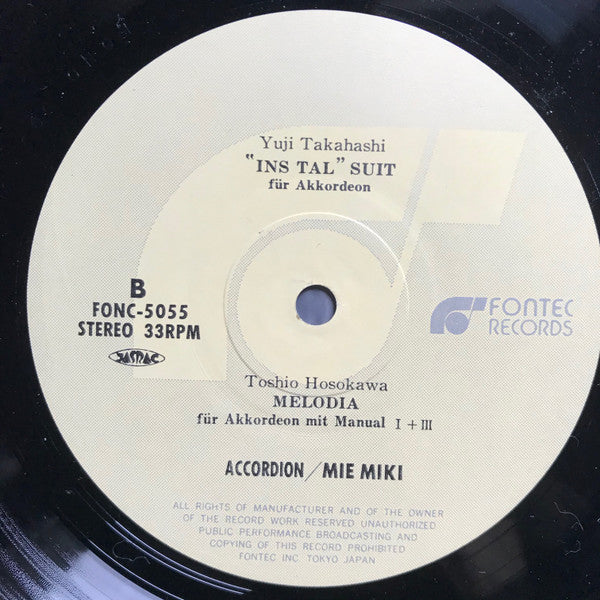 Yuji Takahashi
"INS TAL" SUIT
für Akkordeon
B
FONC-5055
STEREO 33RPM
JASRAC
FONTEC
RECORDS
Toshio Hosokawa
MELODIA
für Akkordeon mit Manual I + III
ACCORDION/MIE MIKI
ALL RIGHTS OF MANUFACTURER AND OF THE OWNER
OF THE RECORD WORK RESERVED UNAUTHORIZED
PUBLIC PERFORMANCE BROADCASTING AND
COPYING OF THIS RECORD PROHIBITED
FONTEC INC. TOKYO JAPAN